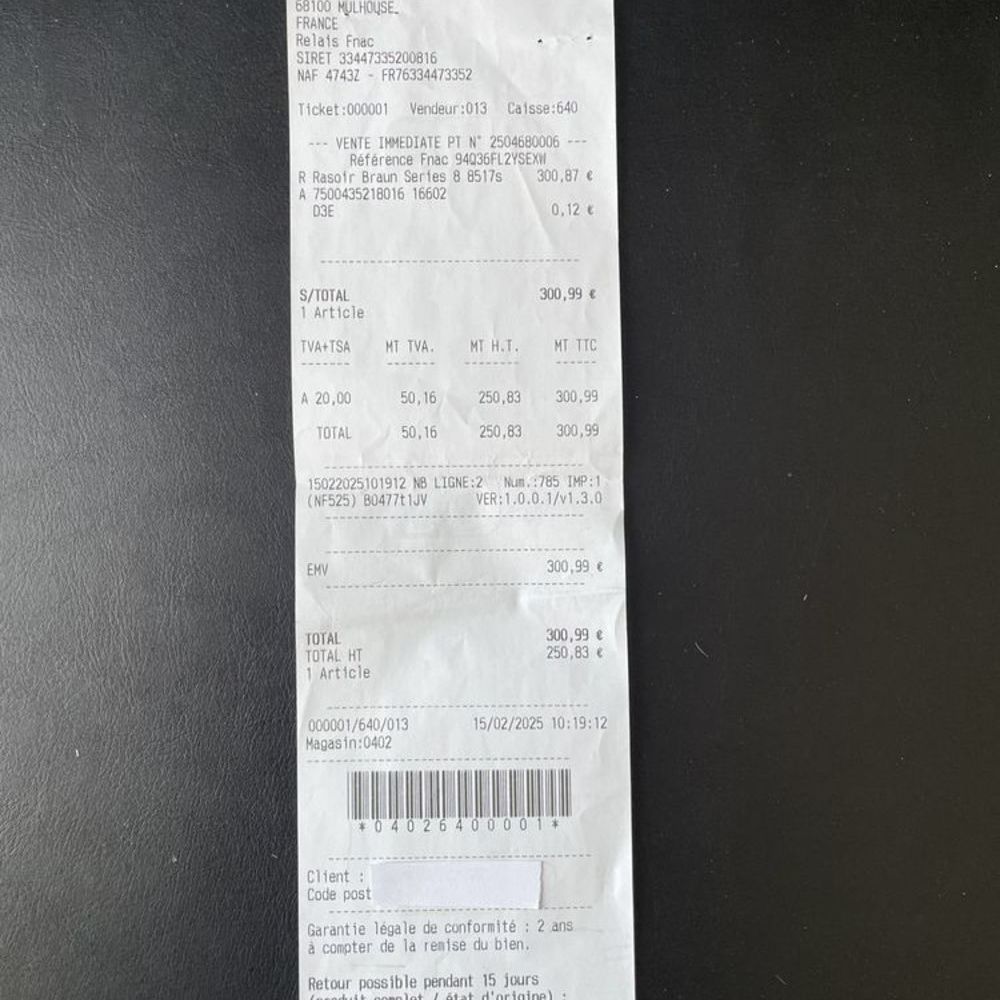 68100 MULHOUSE
FRANCE
Relais Fnac
SIRET 33447335200816
NAF 4743Z - FR76334473352
Ticket:000001 Vendeur:013 Caisse:640
--- VENTE IMMEDIATE PT N° 2504680006 ---
Référence Fnac 94Q36FL2YSEXW
R Rasoir Braun Series 8 8517s 300,87 €
A 7500435218016 16602
D3E 0,12 €
S/TOTAL 300,99 €
1 Article
TVA+TSA MT TVA. MT H.T. MT TTC
A 20,00 50,16 250,83 300,99
TOTAL 50,16 250,83 300,99
15022025101912 NB LIGNE:2 Num.:785 IMP:1
(NF525) B0477t1JV VER:1.0.0.1/v1.3.0
EMV 300,99 €
TOTAL 300,99 €
TOTAL HT 250,83 €
1 Article
000001/640/013 15/02/2025 10:19:12
Magasin:0402
*04026400001*
Client :
Code post
Garantie légale de conformité : 2 ans
à compter de la remise du bien.
Retour possible pendant 15 jours
(produit complet / état d'origine) :